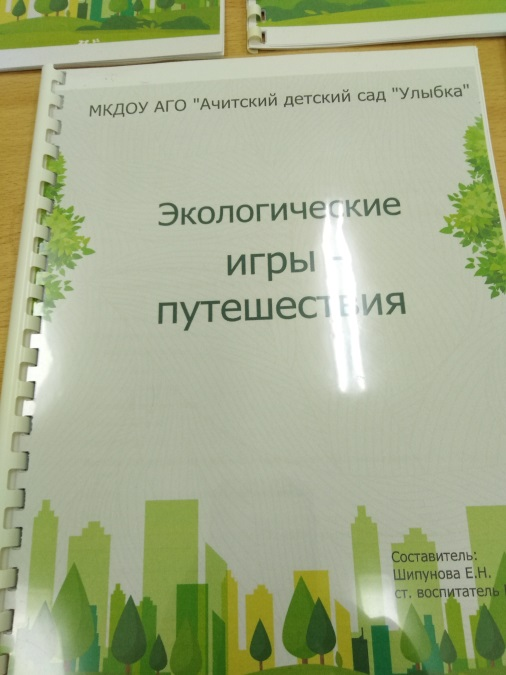 МКДОУ АГО "Ачитский детский сад "Улыбка"
Экологические
игры -
путешествия
Составитель:
Шипунова Е.Н.
ст. воспитатель